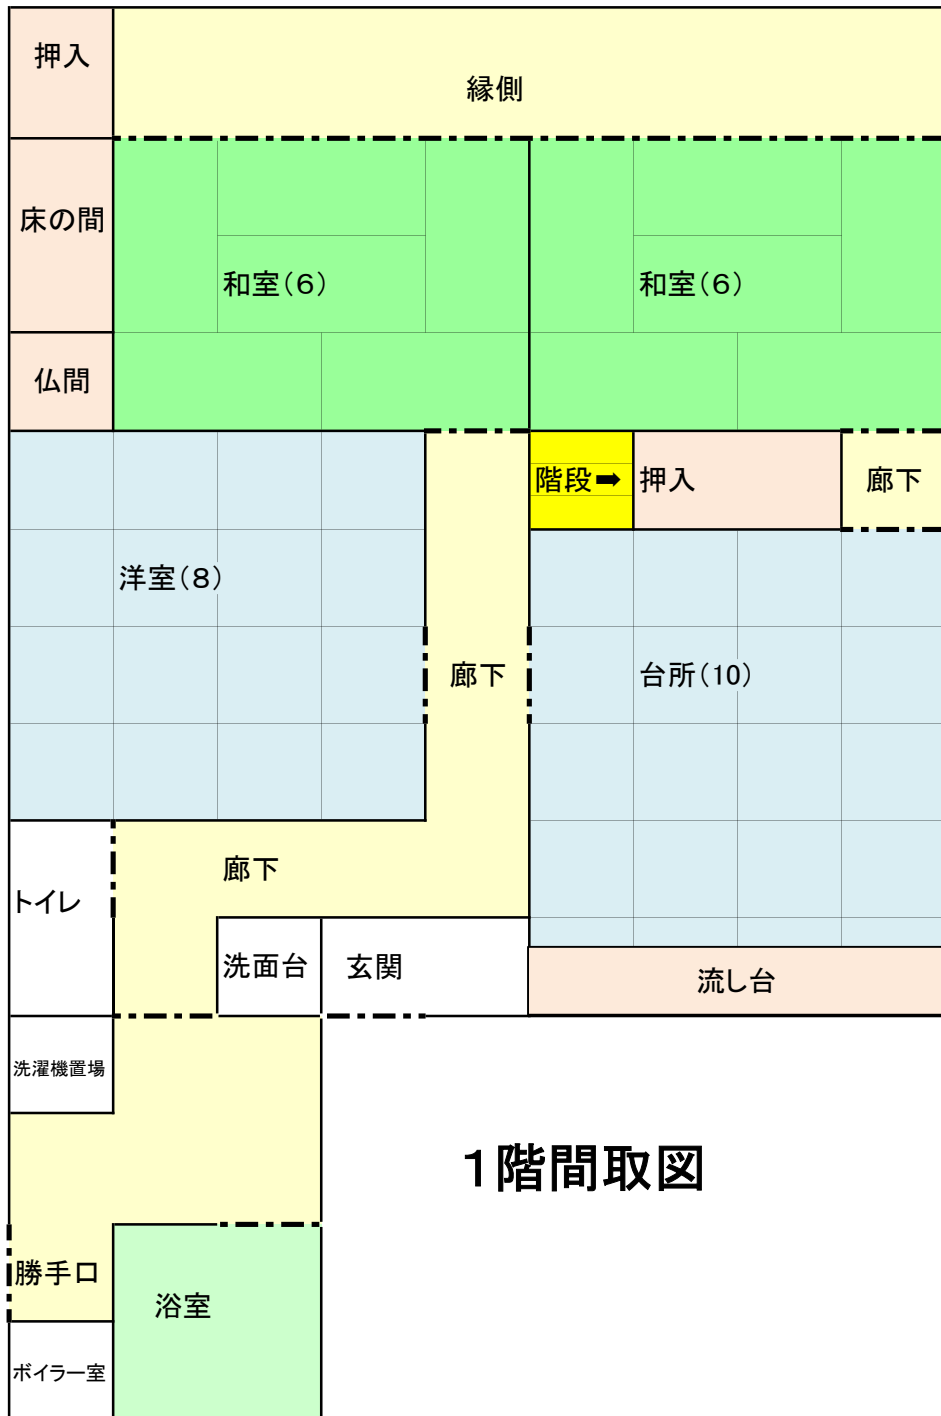 押入
縁側
床の間
和室（６）
和室（６）
仏間
階段➡
押入
廊下
洋室（８）
廊下
台所（10）
廊下
トイレ
洗面台
玄関
流し台
洗濯機置場
１階間取図
勝手口
浴室
ボイラー室